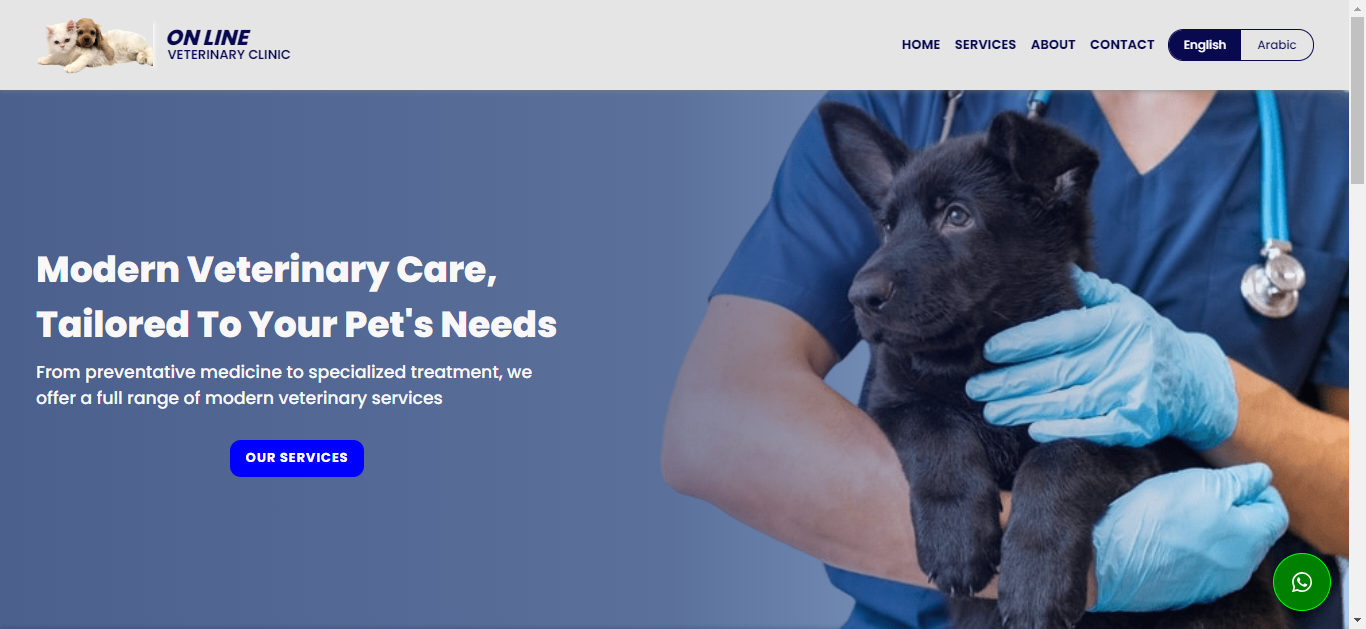 ON LINE
VETERINARY CLINIC
HOME SERVICES ABOUT CONTACT English Arabic
Modern Veterinary Care,
Tailored To Your Pet's Needs
From preventative medicine to specialized treatment, we
offer a full range of modern veterinary services
OUR SERVICES